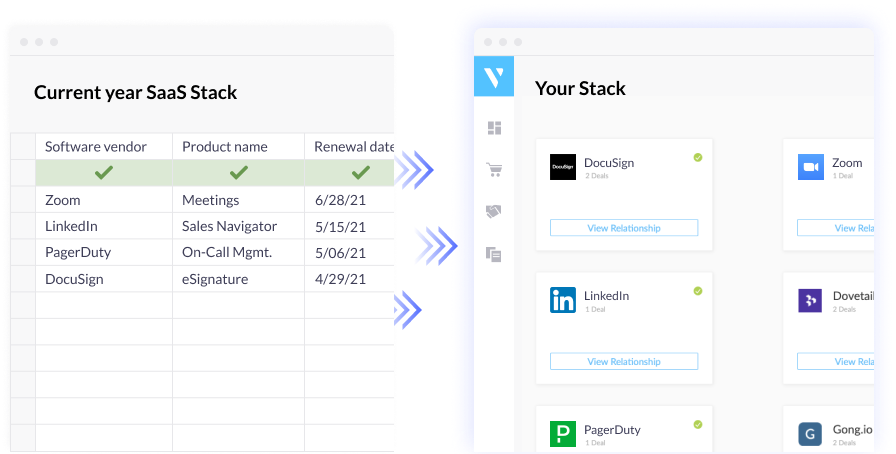 Current year SaaS Stack
Software vendor Product name Renewal date
Zoom Meetings 6/28/21
LinkedIn Sales Navigator 5/15/21
PagerDuty On-Call Mgmt. 5/06/21
DocuSign eSignature 4/29/21
Your Stack
DocuSign
DocuSign
2 Deals
View Relationship
Zoom
1 Deal
View Rela
in
LinkedIn
1 Deal
View Relationship
Dovetail
2 Deals
View Rela
P
PagerDuty
1 Deal
G
Gong.io
2 Deals